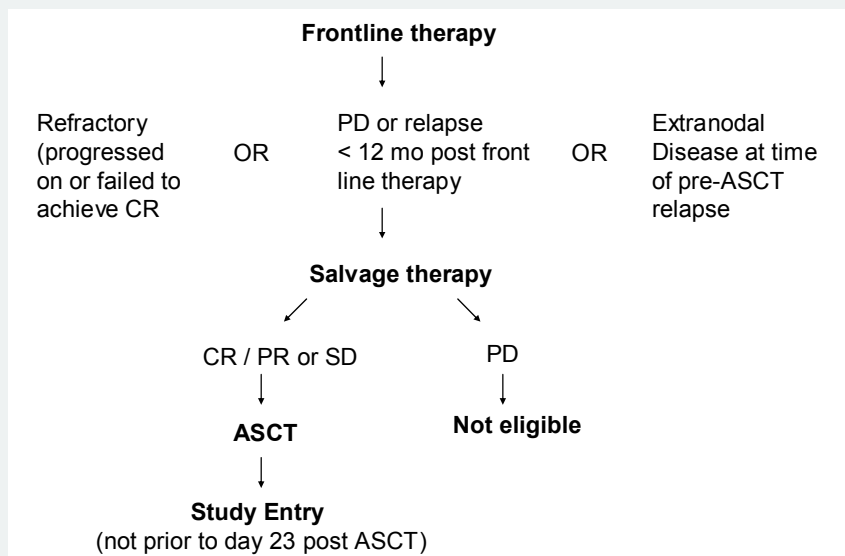 Frontline therapy
Refractory
(progressed
on or failed to
achieve CR
OR
PD or relapse
< 12 mo post front
line therapy
OR
Extranodal
Disease at time
of pre-ASCT
relapse
Salvage therapy
CR / PR or SD
PD
ASCT
Not eligible
Study Entry
(not prior to day 23 post ASCT)